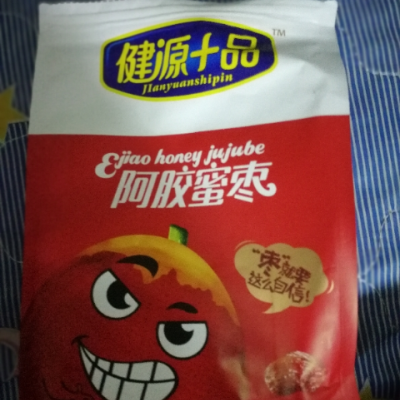 健源十品
TM
JIanyuanshipin
Ejiao honey jujube
阿胶蜜枣
"枣"就要
这么自信!